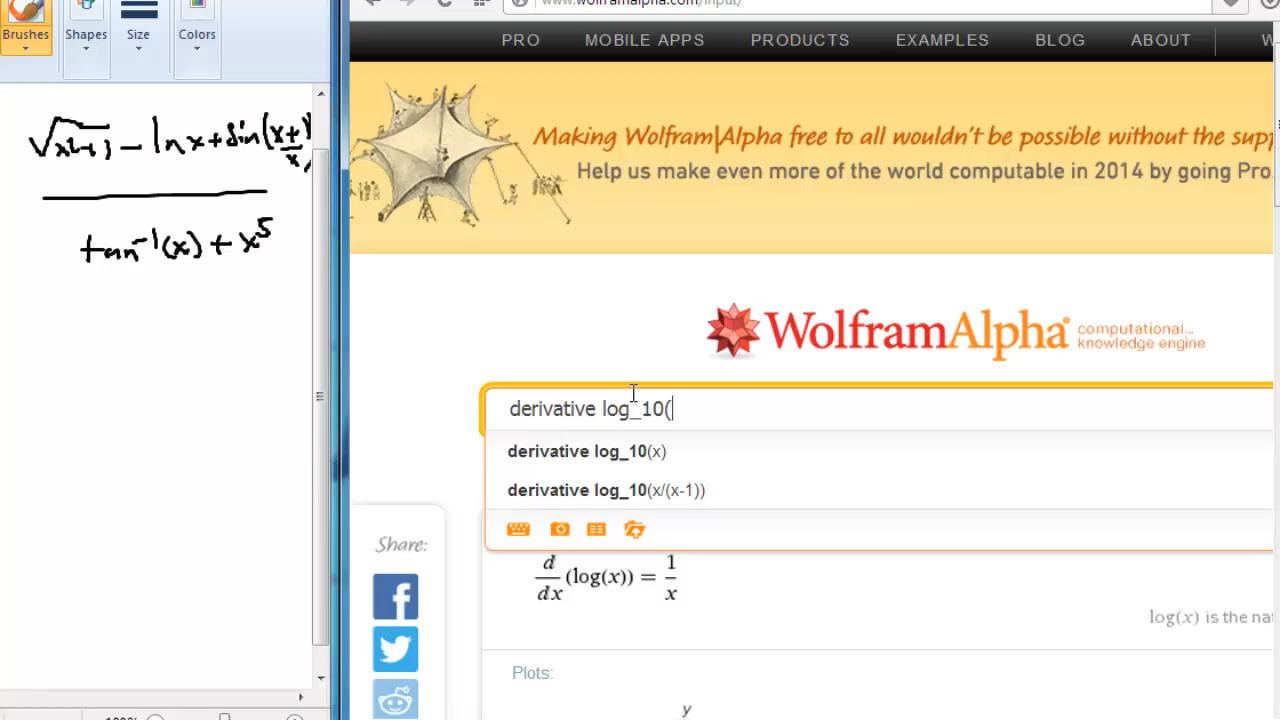 Brushes
Shapes
Size
Colors
√x²+1 - ln x + sin(x+1
x
tan⁻¹(x) + x⁵
www.wolframalpha.com/input/
PRO MOBILE APPS PRODUCTS EXAMPLES BLOG ABOUT
Making Wolfram|Alpha free to all wouldn't be possible without the
Help us make even more of the world computable in 2014 by going Pro.
WolframAlpha computational... knowledge engine
derivative log_10(
derivative log_10(x)
derivative log_10(x/(x-1))
Share:
d/dx (log(x)) = 1/x
log(x) is the
Plots:
y